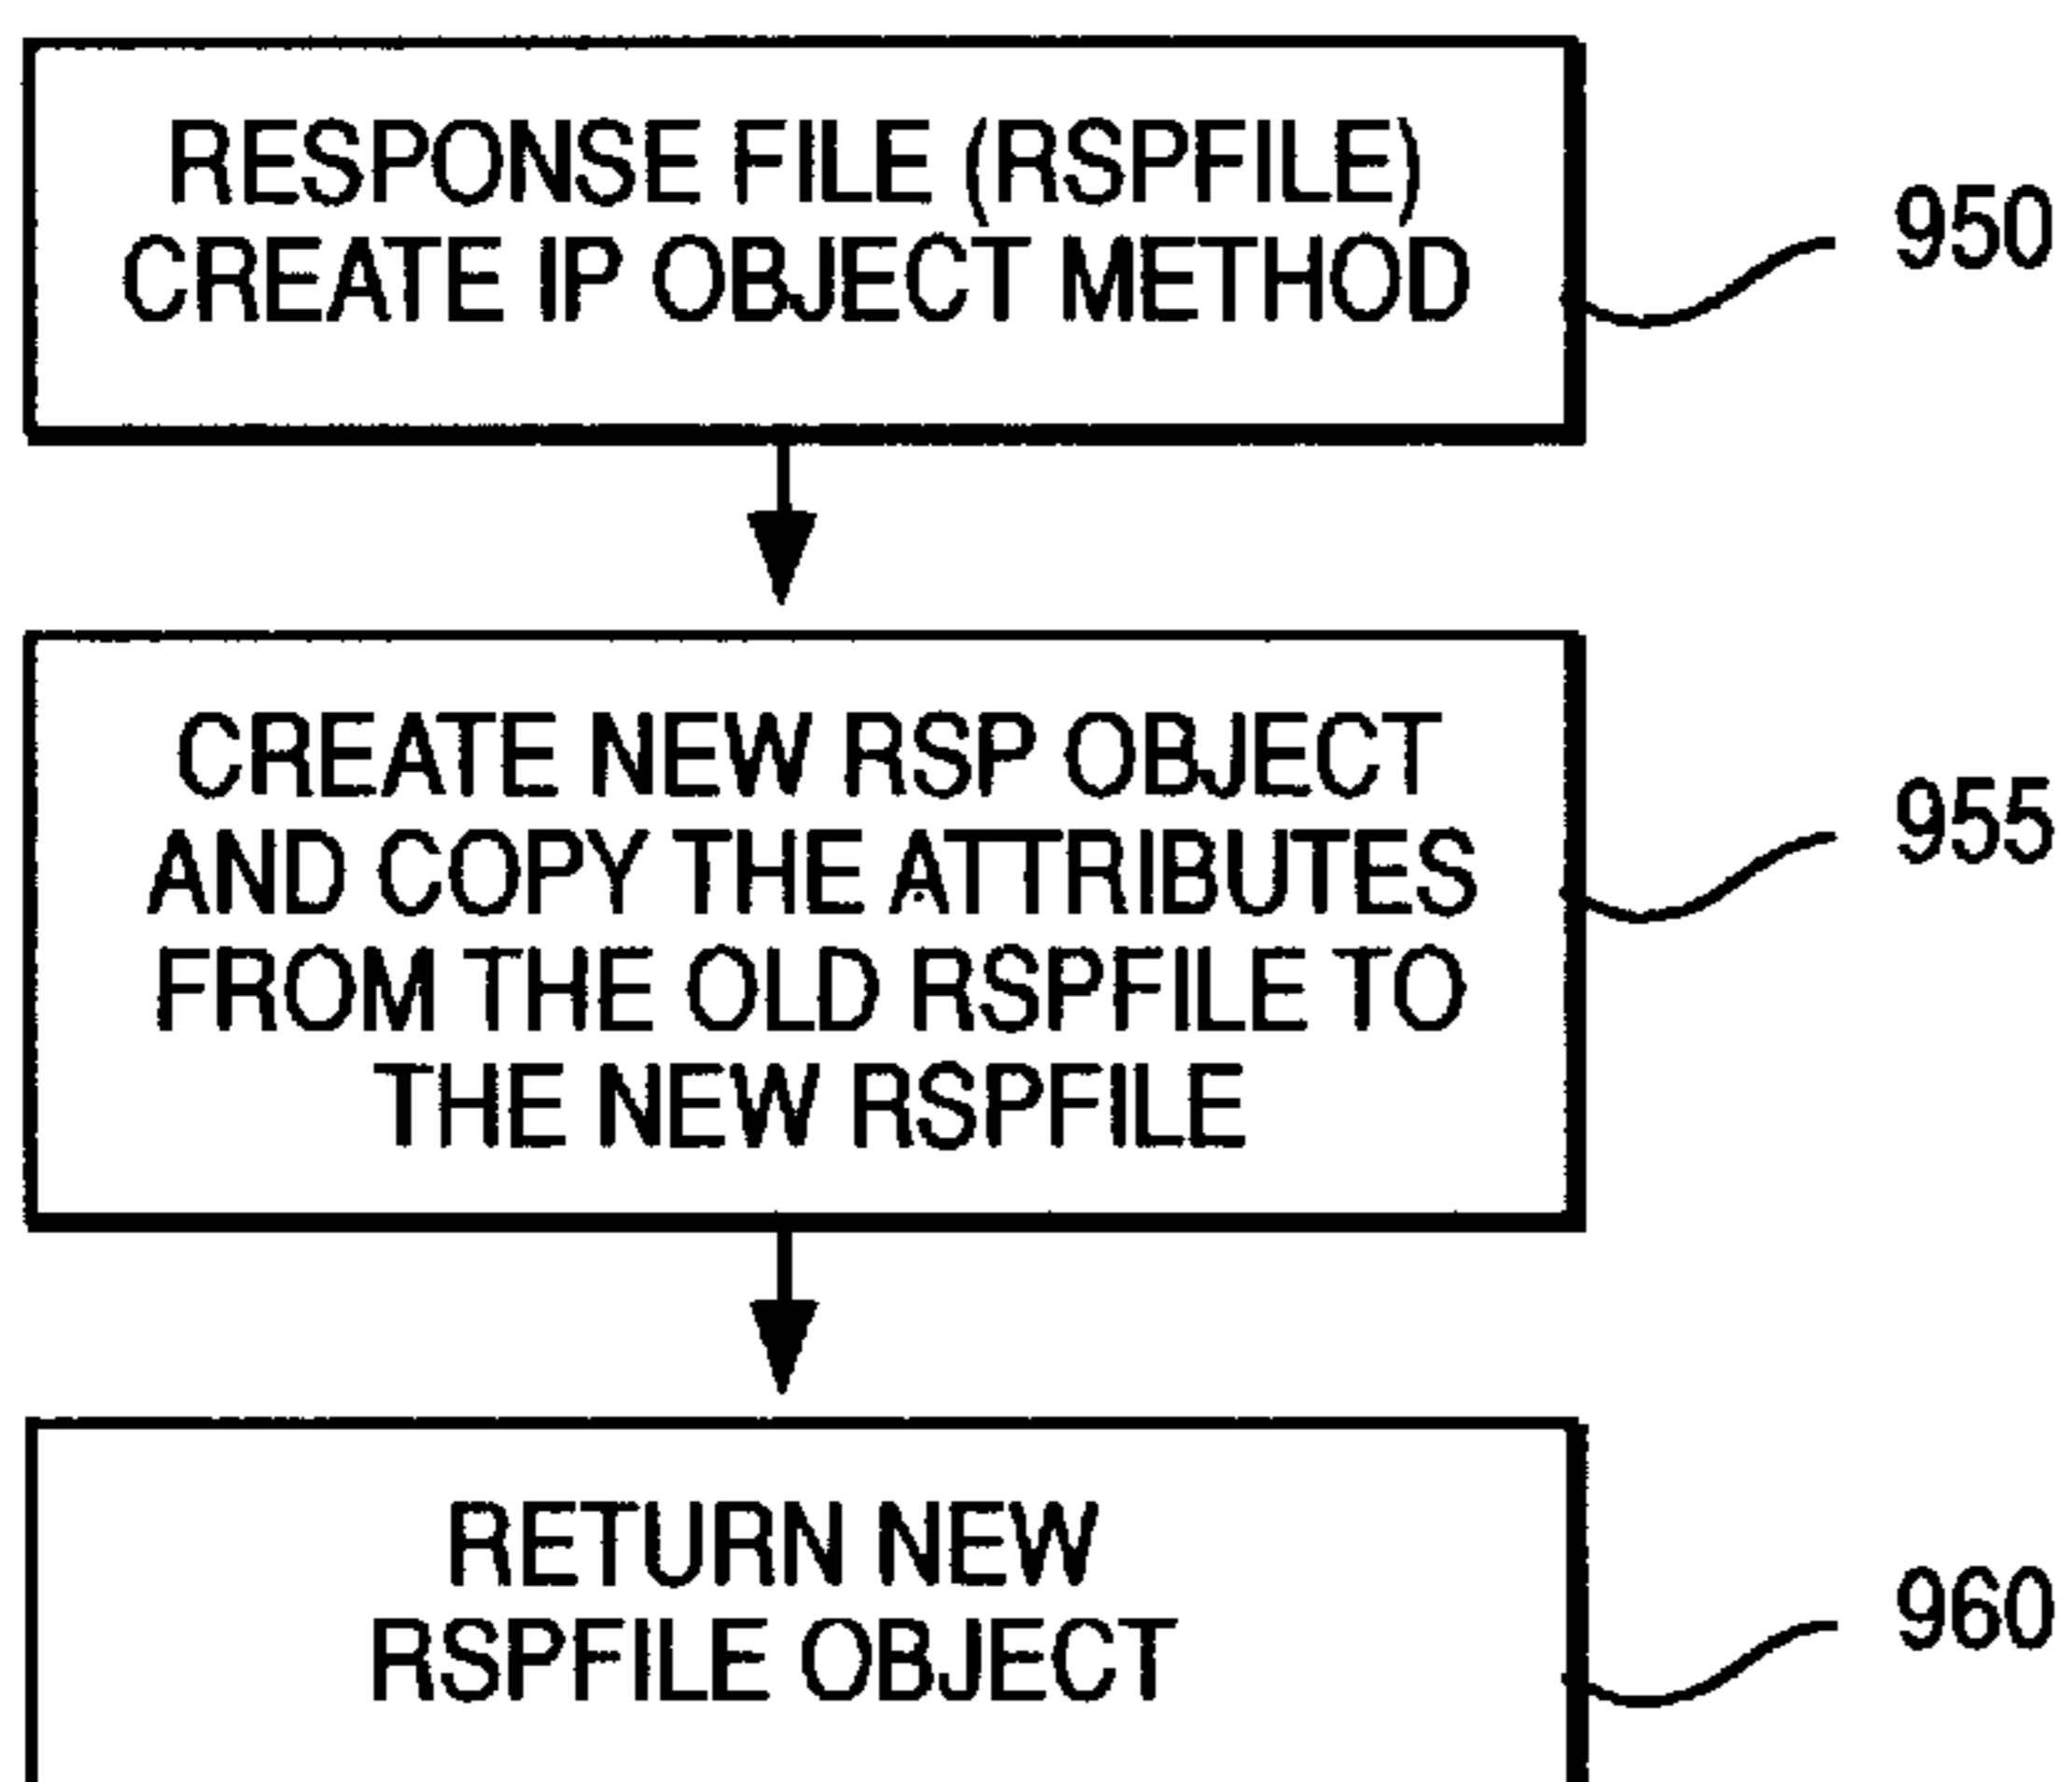 RESPONSE FILE (RSPFILE)
CREATE IP OBJECT METHOD
950
CREATE NEW RSP OBJECT
AND COPY THE ATTRIBUTES
FROM THE OLD RSPFILE TO
THE NEW RSPFILE
955
RETURN NEW
RSPFILE OBJECT
960